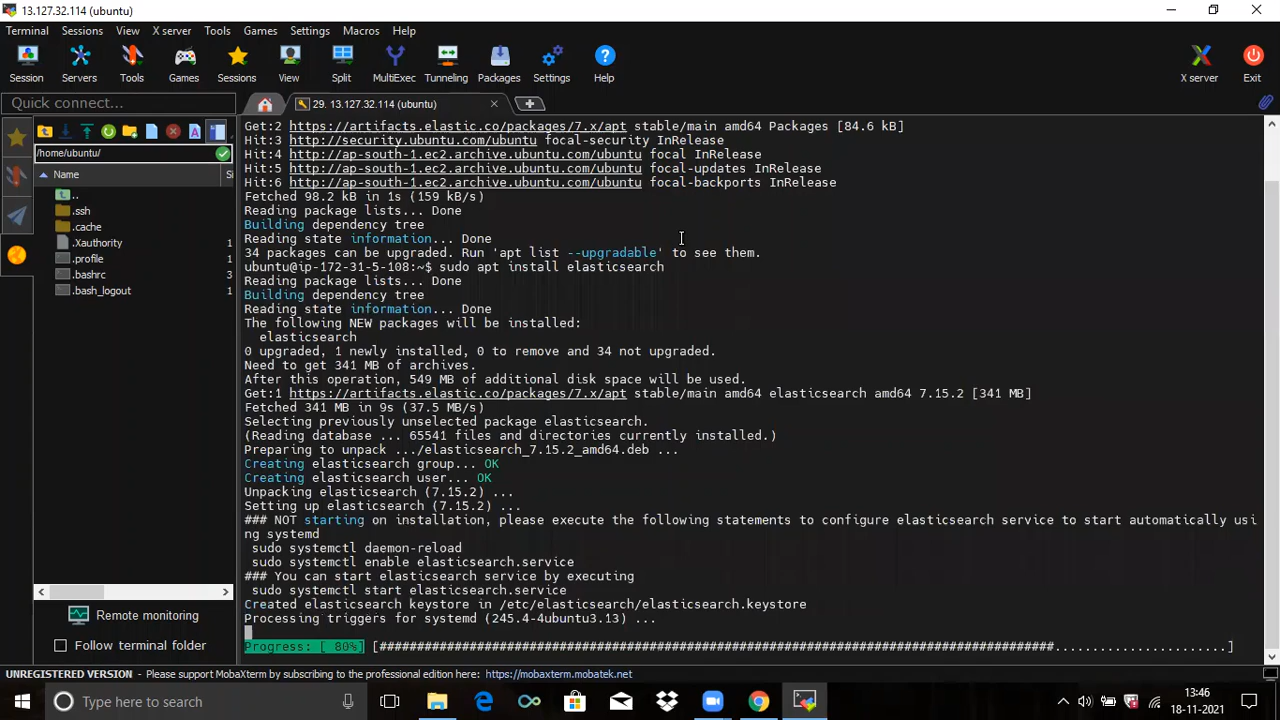 13.127.32.114 (ubuntu)
Terminal Sessions View X server Tools Games Settings Macros Help
Session Servers Tools Games Sessions View Split MultiExec Tunneling Packages Settings Help X server Exit
Quick connect...
29. 13.127.32.114 (ubuntu)
/home/ubuntu/
Name Si
..
.ssh
.cache
.Xauthority 1
.profile 1
.bashrc 3
.bash_logout 1
Remote monitoring
Follow terminal folder
Get:2 https://artifacts.elastic.co/packages/7.x/apt stable/main amd64 Packages [84.6 kB]
Hit:3 http://security.ubuntu.com/ubuntu focal-security InRelease
Hit:4 http://ap-south-1.ec2.archive.ubuntu.com/ubuntu focal InRelease
Hit:5 http://ap-south-1.ec2.archive.ubuntu.com/ubuntu focal-updates InRelease
Hit:6 http://ap-south-1.ec2.archive.ubuntu.com/ubuntu focal-backports InRelease
Fetched 98.2 kB in 1s (159 kB/s)
Reading package lists... Done
Building dependency tree
Reading state information... Done
34 packages can be upgraded. Run 'apt list --upgradable' to see them.
ubuntu@ip-172-31-5-108:~$ sudo apt install elasticsearch
Reading package lists... Done
Building dependency tree
Reading state information... Done
The following NEW packages will be installed:
elasticsearch
0 upgraded, 1 newly installed, 0 to remove and 34 not upgraded.
Need to get 341 MB of archives.
After this operation, 549 MB of additional disk space will be used.
Get:1 https://artifacts.elastic.co/packages/7.x/apt stable/main amd64 elasticsearch amd64 7.15.2 [341 MB]
Fetched 341 MB in 9s (37.5 MB/s)
Selecting previously unselected package elasticsearch.
(Reading database ... 65541 files and directories currently installed.)
Preparing to unpack .../elasticsearch_7.15.2_amd64.deb ...
Creating elasticsearch group... OK
Creating elasticsearch user... OK
Unpacking elasticsearch (7.15.2) ...
Setting up elasticsearch (7.15.2) ...
### NOT starting on installation, please execute the following statements to configure elasticsearch service to start automatically usi
ng systemd
sudo systemctl daemon-reload
sudo systemctl enable elasticsearch.service
### You can start elasticsearch service by executing
sudo systemctl start elasticsearch.service
Created elasticsearch keystore in /etc/elasticsearch/elasticsearch.keystore
Processing triggers for systemd (245.4-4ubuntu3.13) ...
Progress: [ 80%] [##########################################################################################.......................]
UNREGISTERED VERSION - Please support MobaXterm by subscribing to the professional edition here: https://mobaxterm.mobatek.net
Type here to search
13:46
18-11-2021